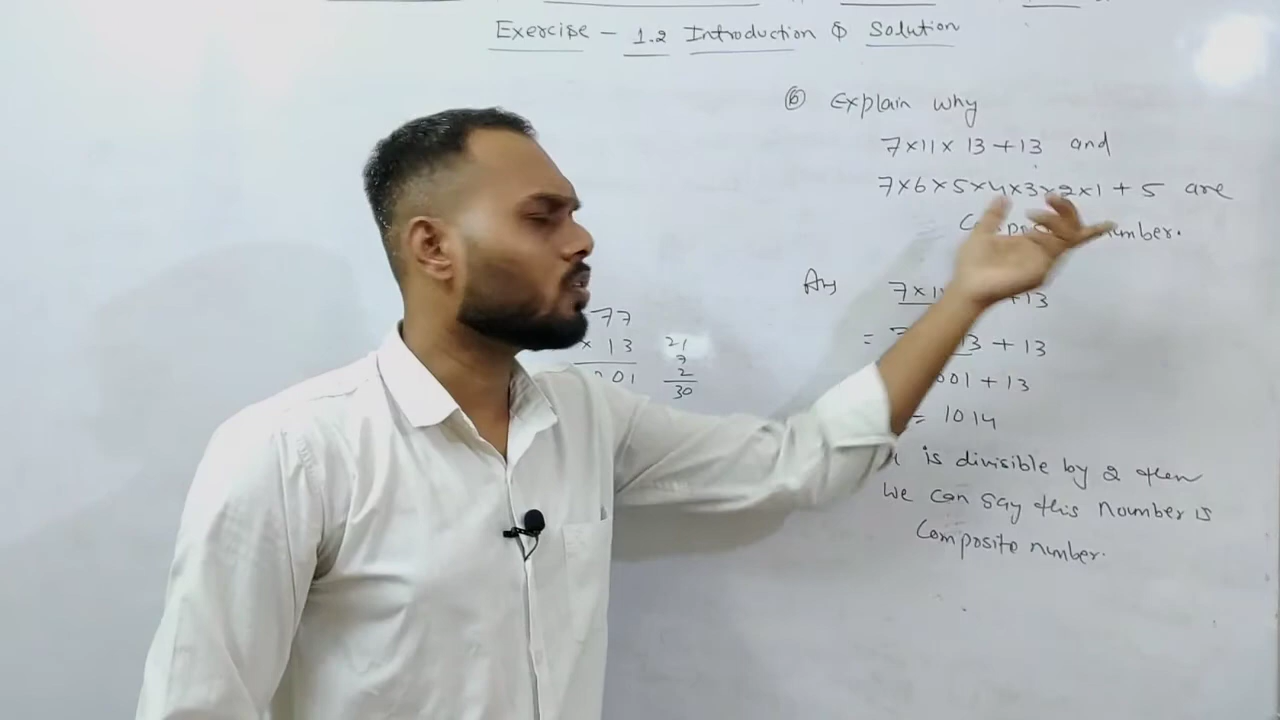 Exercise - 1.2 Introduction & Solution
⑥ Explain why
7×11×13+13 and
7×6×5×4×3×2×1+5 are
number.
Ans 7×1 +13
= 13 + 13
001 + 13
= 1014
is divisible by 2 then
We can say this number is
Composite number.
77
× 13
001
21
7
2
30